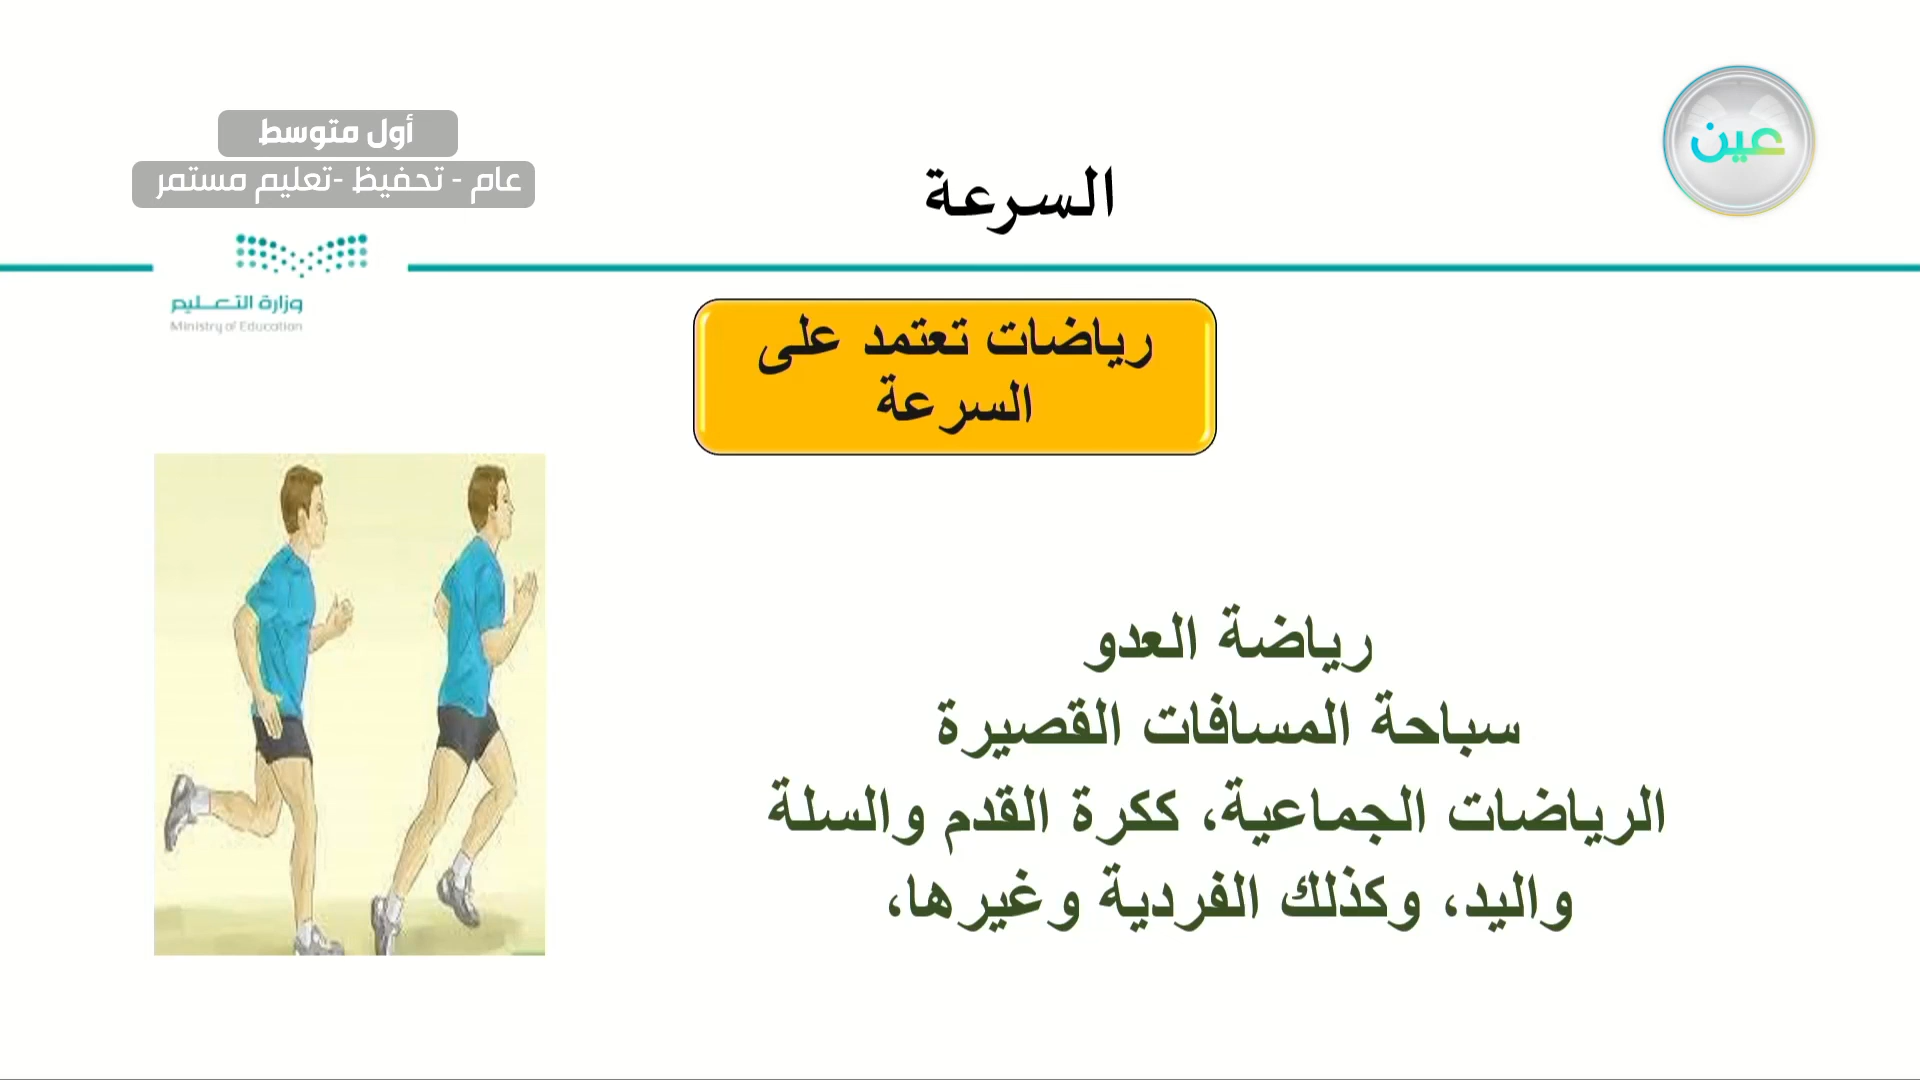 أول متوسط
عام - تحفيظ -تعليم مستمر
عين
السرعة
وزارة التعليم
Ministry of Education
رياضات تعتمد على
السرعة
رياضة العدو
سباحة المسافات القصيرة
الرياضات الجماعية، ككرة القدم والسلة
واليد، وكذلك الفردية وغيرها،